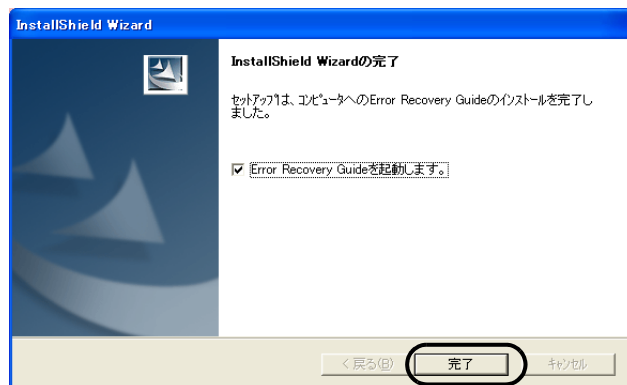 InstallShield Wizard
InstallShield Wizardの完了
セットアップは、コンピュータへのError Recovery Guideのインストールを完了し
ました。
Error Recovery Guideを起動します。
< 戻る(B)
完了
キャンセル